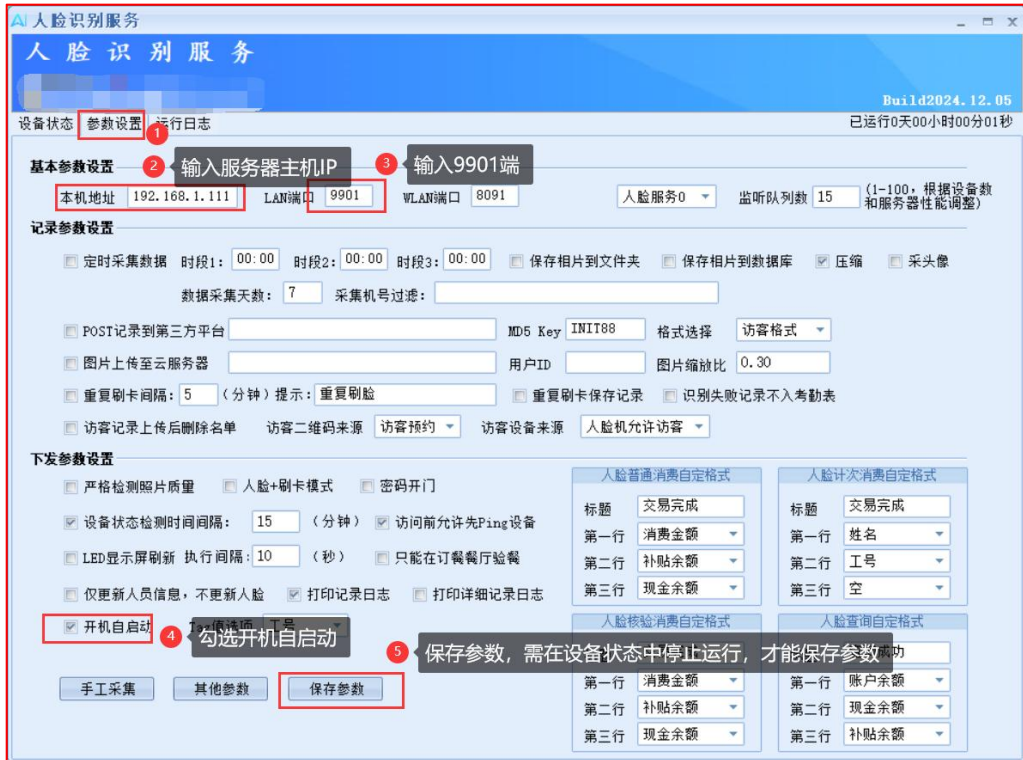 AI 人脸识别服务
人脸识别服务
Build2024.12.05
设备状态 参数设置 运行日志 已运行0天00小时00分01秒
1
基本参数设置 2 输入服务器主机IP 3 输入9901端
本机地址 192.168.1.111 LAN端口 9901 WLAN端口 8091 人脸服务0 监听队列数 15 (1-100，根据设备数
和服务器性能调整)
记录参数设置
定时采集数据 时段1: 00:00 时段2: 00:00 时段3: 00:00 保存相片到文件夹 保存相片到数据库 压缩 采头像
数据采集天数: 7 采集机号过滤:
POST记录到第三方平台 MD5 Key INIT88 格式选择 访客格式
图片上传至云服务器 用户ID 图片缩放比 0.30
重复刷卡间隔: 5 (分钟) 提示: 重复刷脸 重复刷卡保存记录 识别失败记录不入考勤表
访客记录上传后删除名单 访客二维码来源 访客预约 访客设备来源 人脸机允许访客
下发参数设置
人脸普通消费自定格式 人脸计次消费自定格式
严格检测照片质量 人脸+刷卡模式 密码开门
标题 交易完成 标题 交易完成
设备状态检测时间间隔: 15 (分钟) 访问前允许先Ping设备
第一行 消费金额 第一行 姓名
LED显示屏刷新 执行间隔: 10 (秒) 只能在订餐餐厅验餐
第二行 补贴余额 第二行 工号
仅更新人员信息，不更新人脸 打印记录日志 打印详细记录日志
第三行 现金余额 第三行 空
开机自启动 4 勾选开机自启动
人脸核验消费自定格式 人脸查询自定格式
5 保存参数，需在设备状态中停止运行，才能保存参数 成功
手工采集 其他参数 保存参数
第一行 消费金额 第一行 账户余额
第二行 补贴余额 第二行 现金余额
第三行 现金余额 第三行 补贴余额